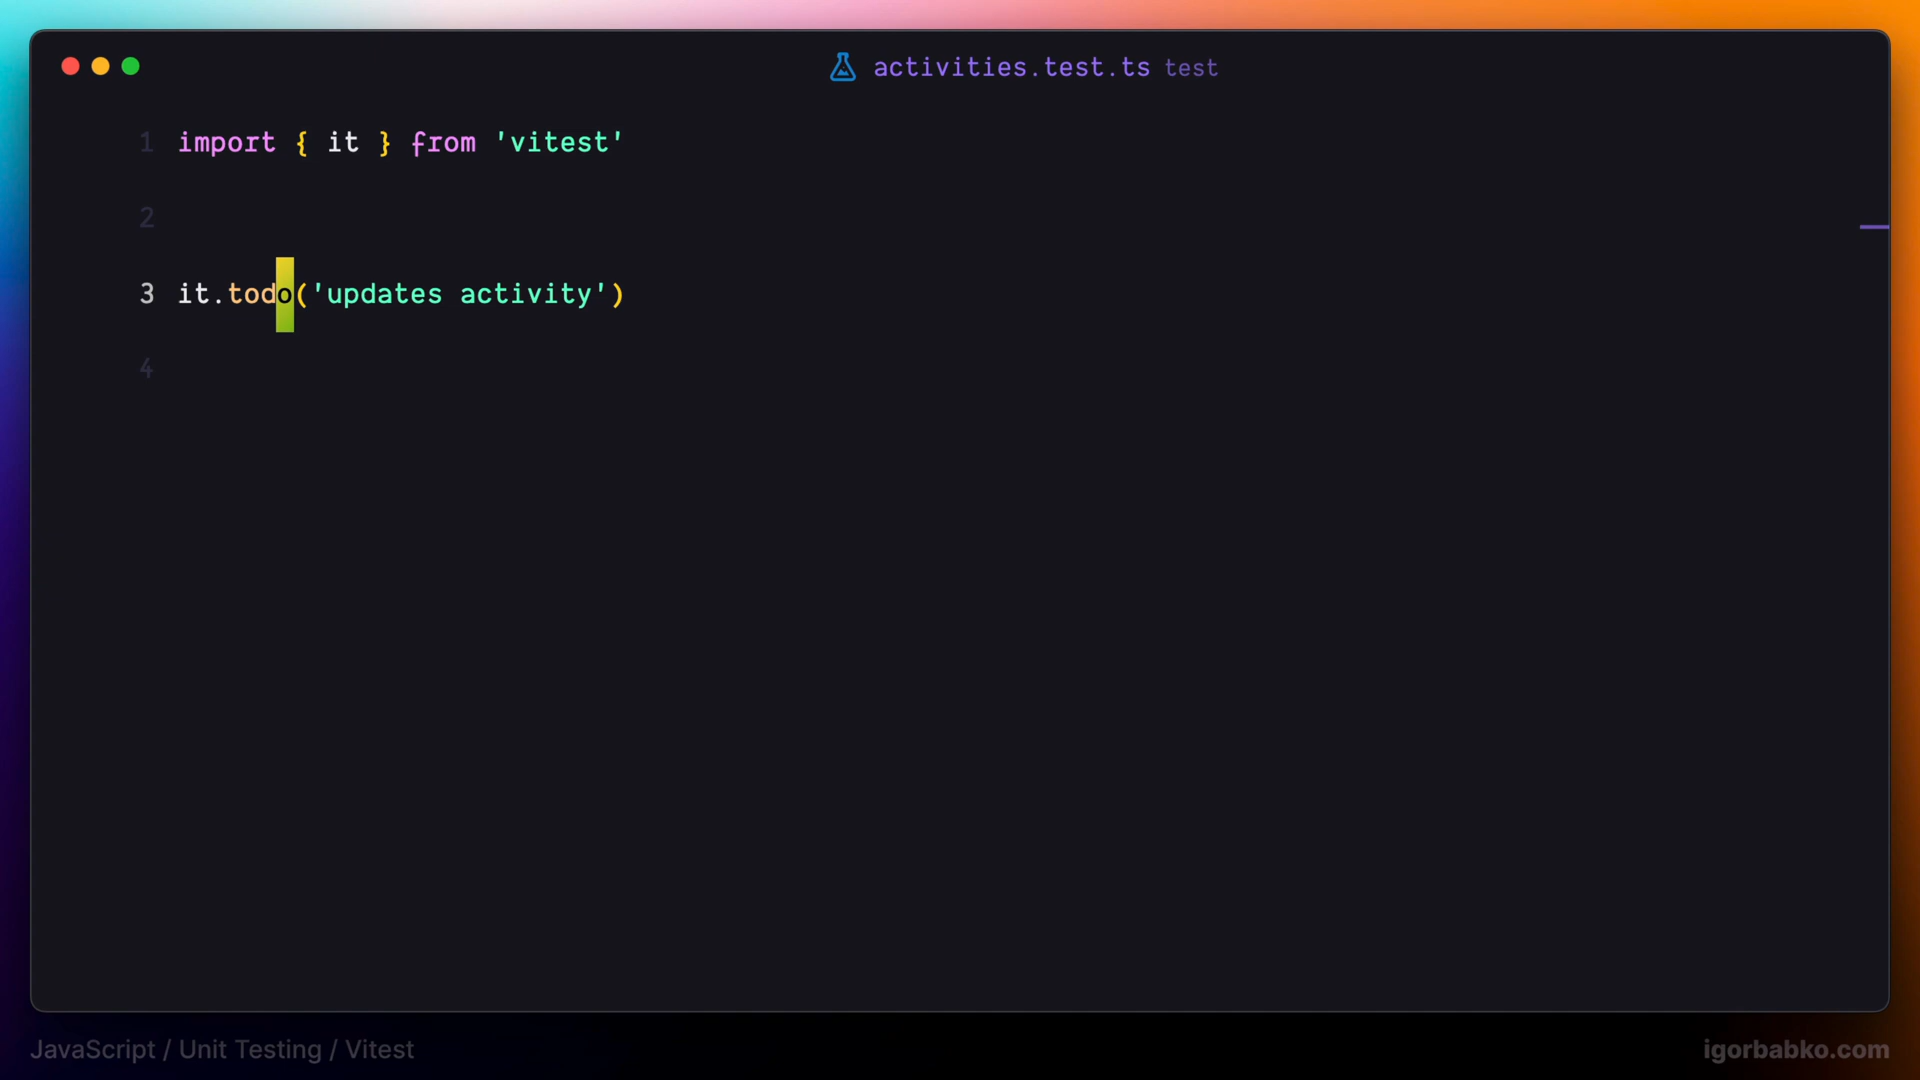 activities.test.ts test
1 import { it } from 'vitest'
2
3 it.todo('updates activity')
4
JavaScript / Unit Testing / Vitest
igorbabko.com